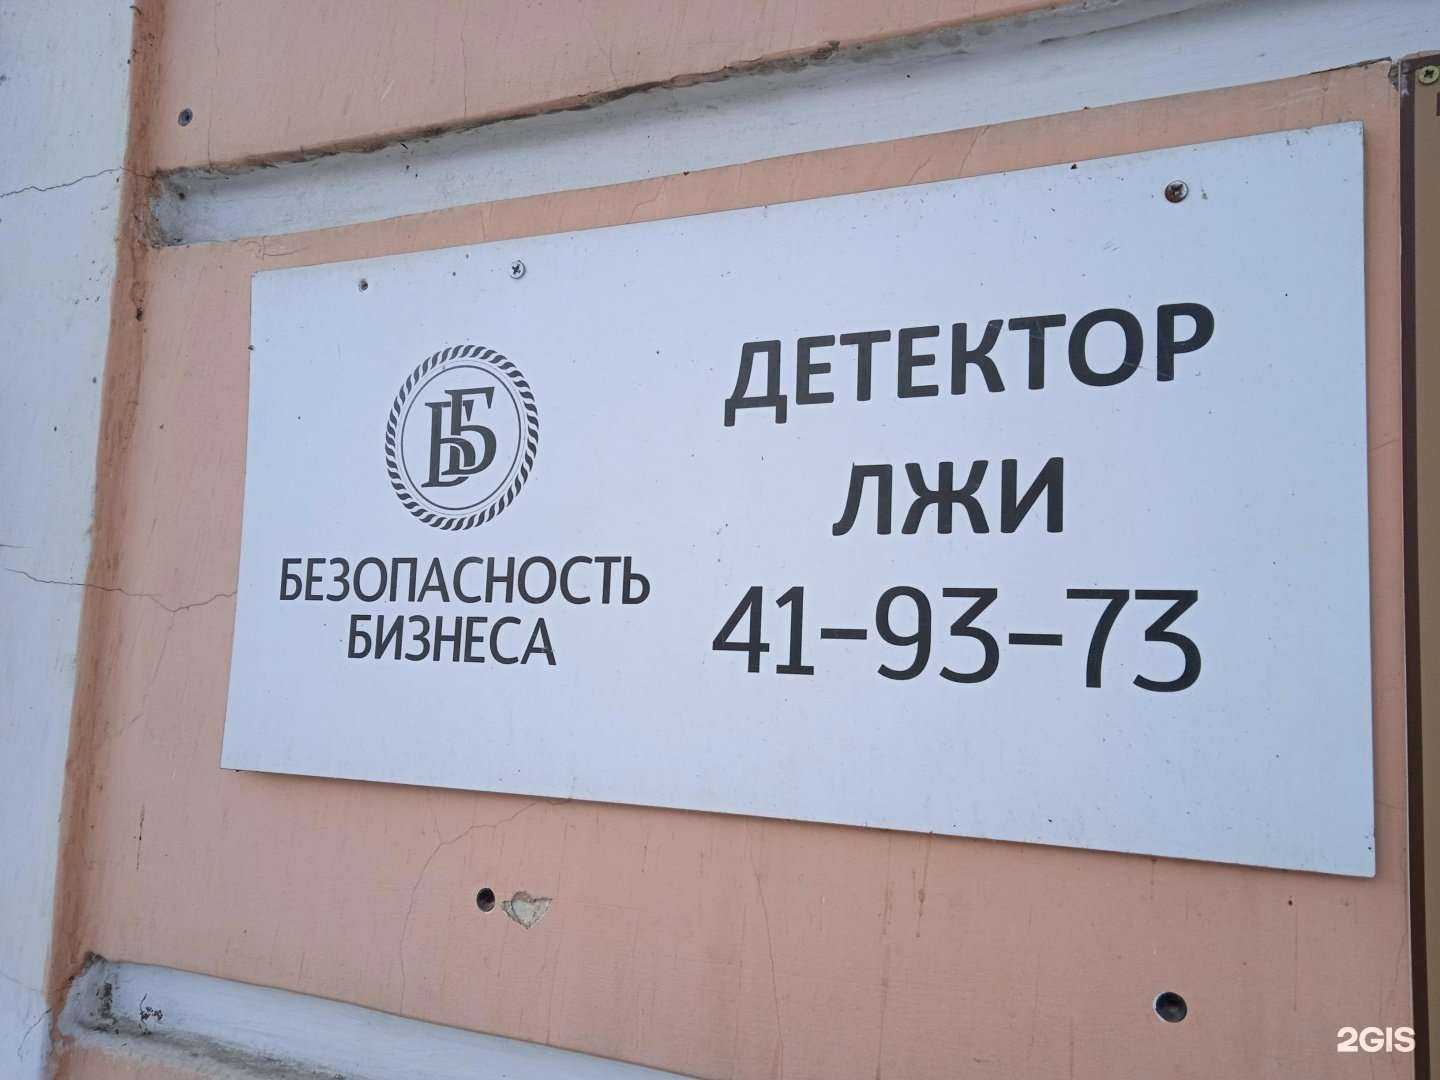 ББ
БЕЗОПАСНОСТЬ
БИЗНЕСА
ДЕТЕКТОР
ЛЖИ
41-93-73
2GIS